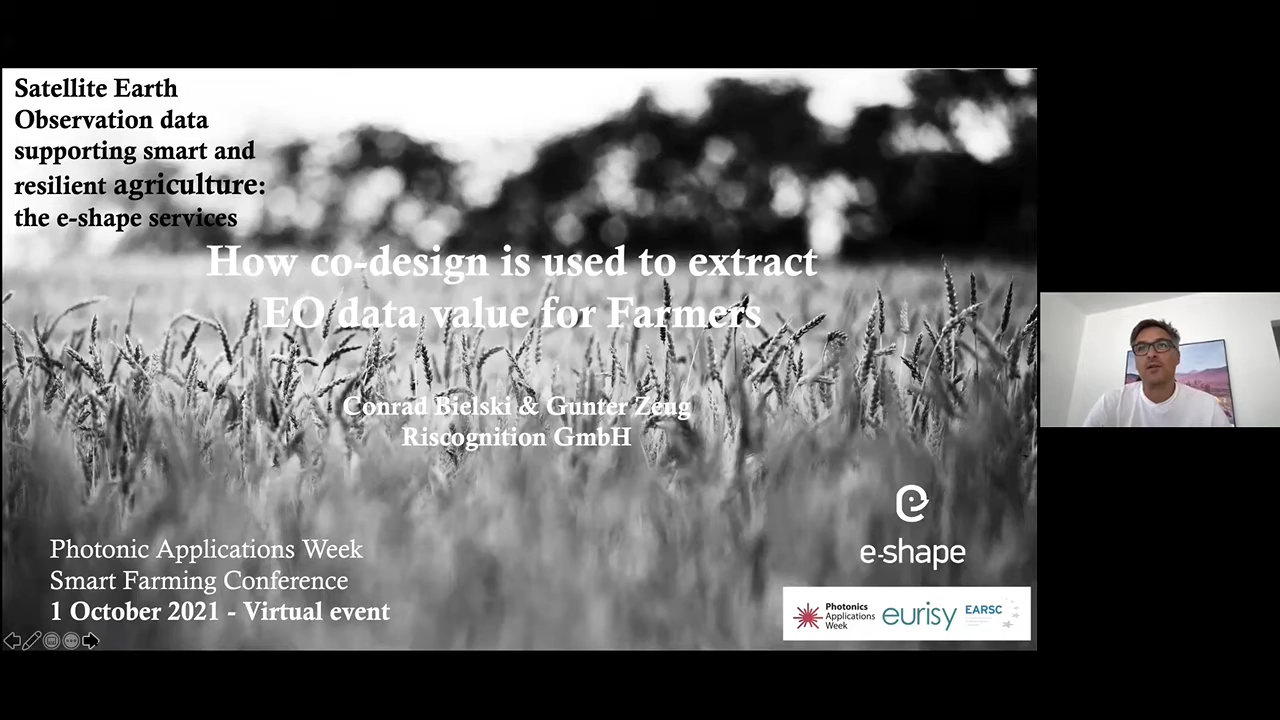 Satellite Earth
Observation data
supporting smart and
resilient agriculture:
the e-shape services
How co-design is used to extract
EO data value for Farmers
Conrad Bielski & Gunter Zeug
Riscognition GmbH
e-shape
Photonic Applications Week
Smart Farming Conference
1 October 2021 - Virtual event
Photonics
Applications
Week
eurisy
EARSC